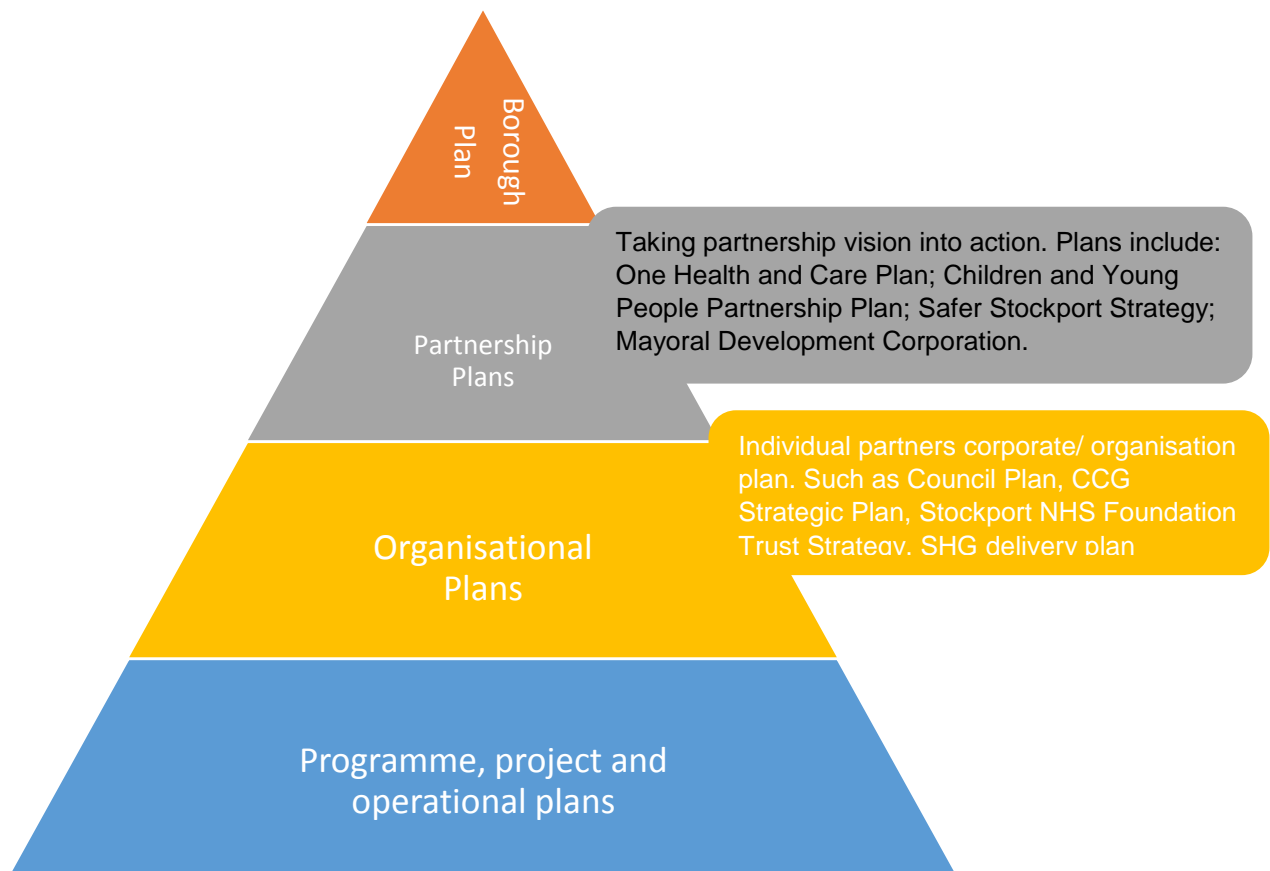 Borough
Plan
Taking partnership vision into action. Plans include:
One Health and Care Plan; Children and Young
People Partnership Plan; Safer Stockport Strategy;
Mayoral Development Corporation.
Partnership
Plans
Individual partners corporate/ organisation
plan. Such as Council Plan, CCG
Strategic Plan, Stockport NHS Foundation
Trust Strategy. SHG delivery plan
Organisational
Plans
Programme, project and
operational plans